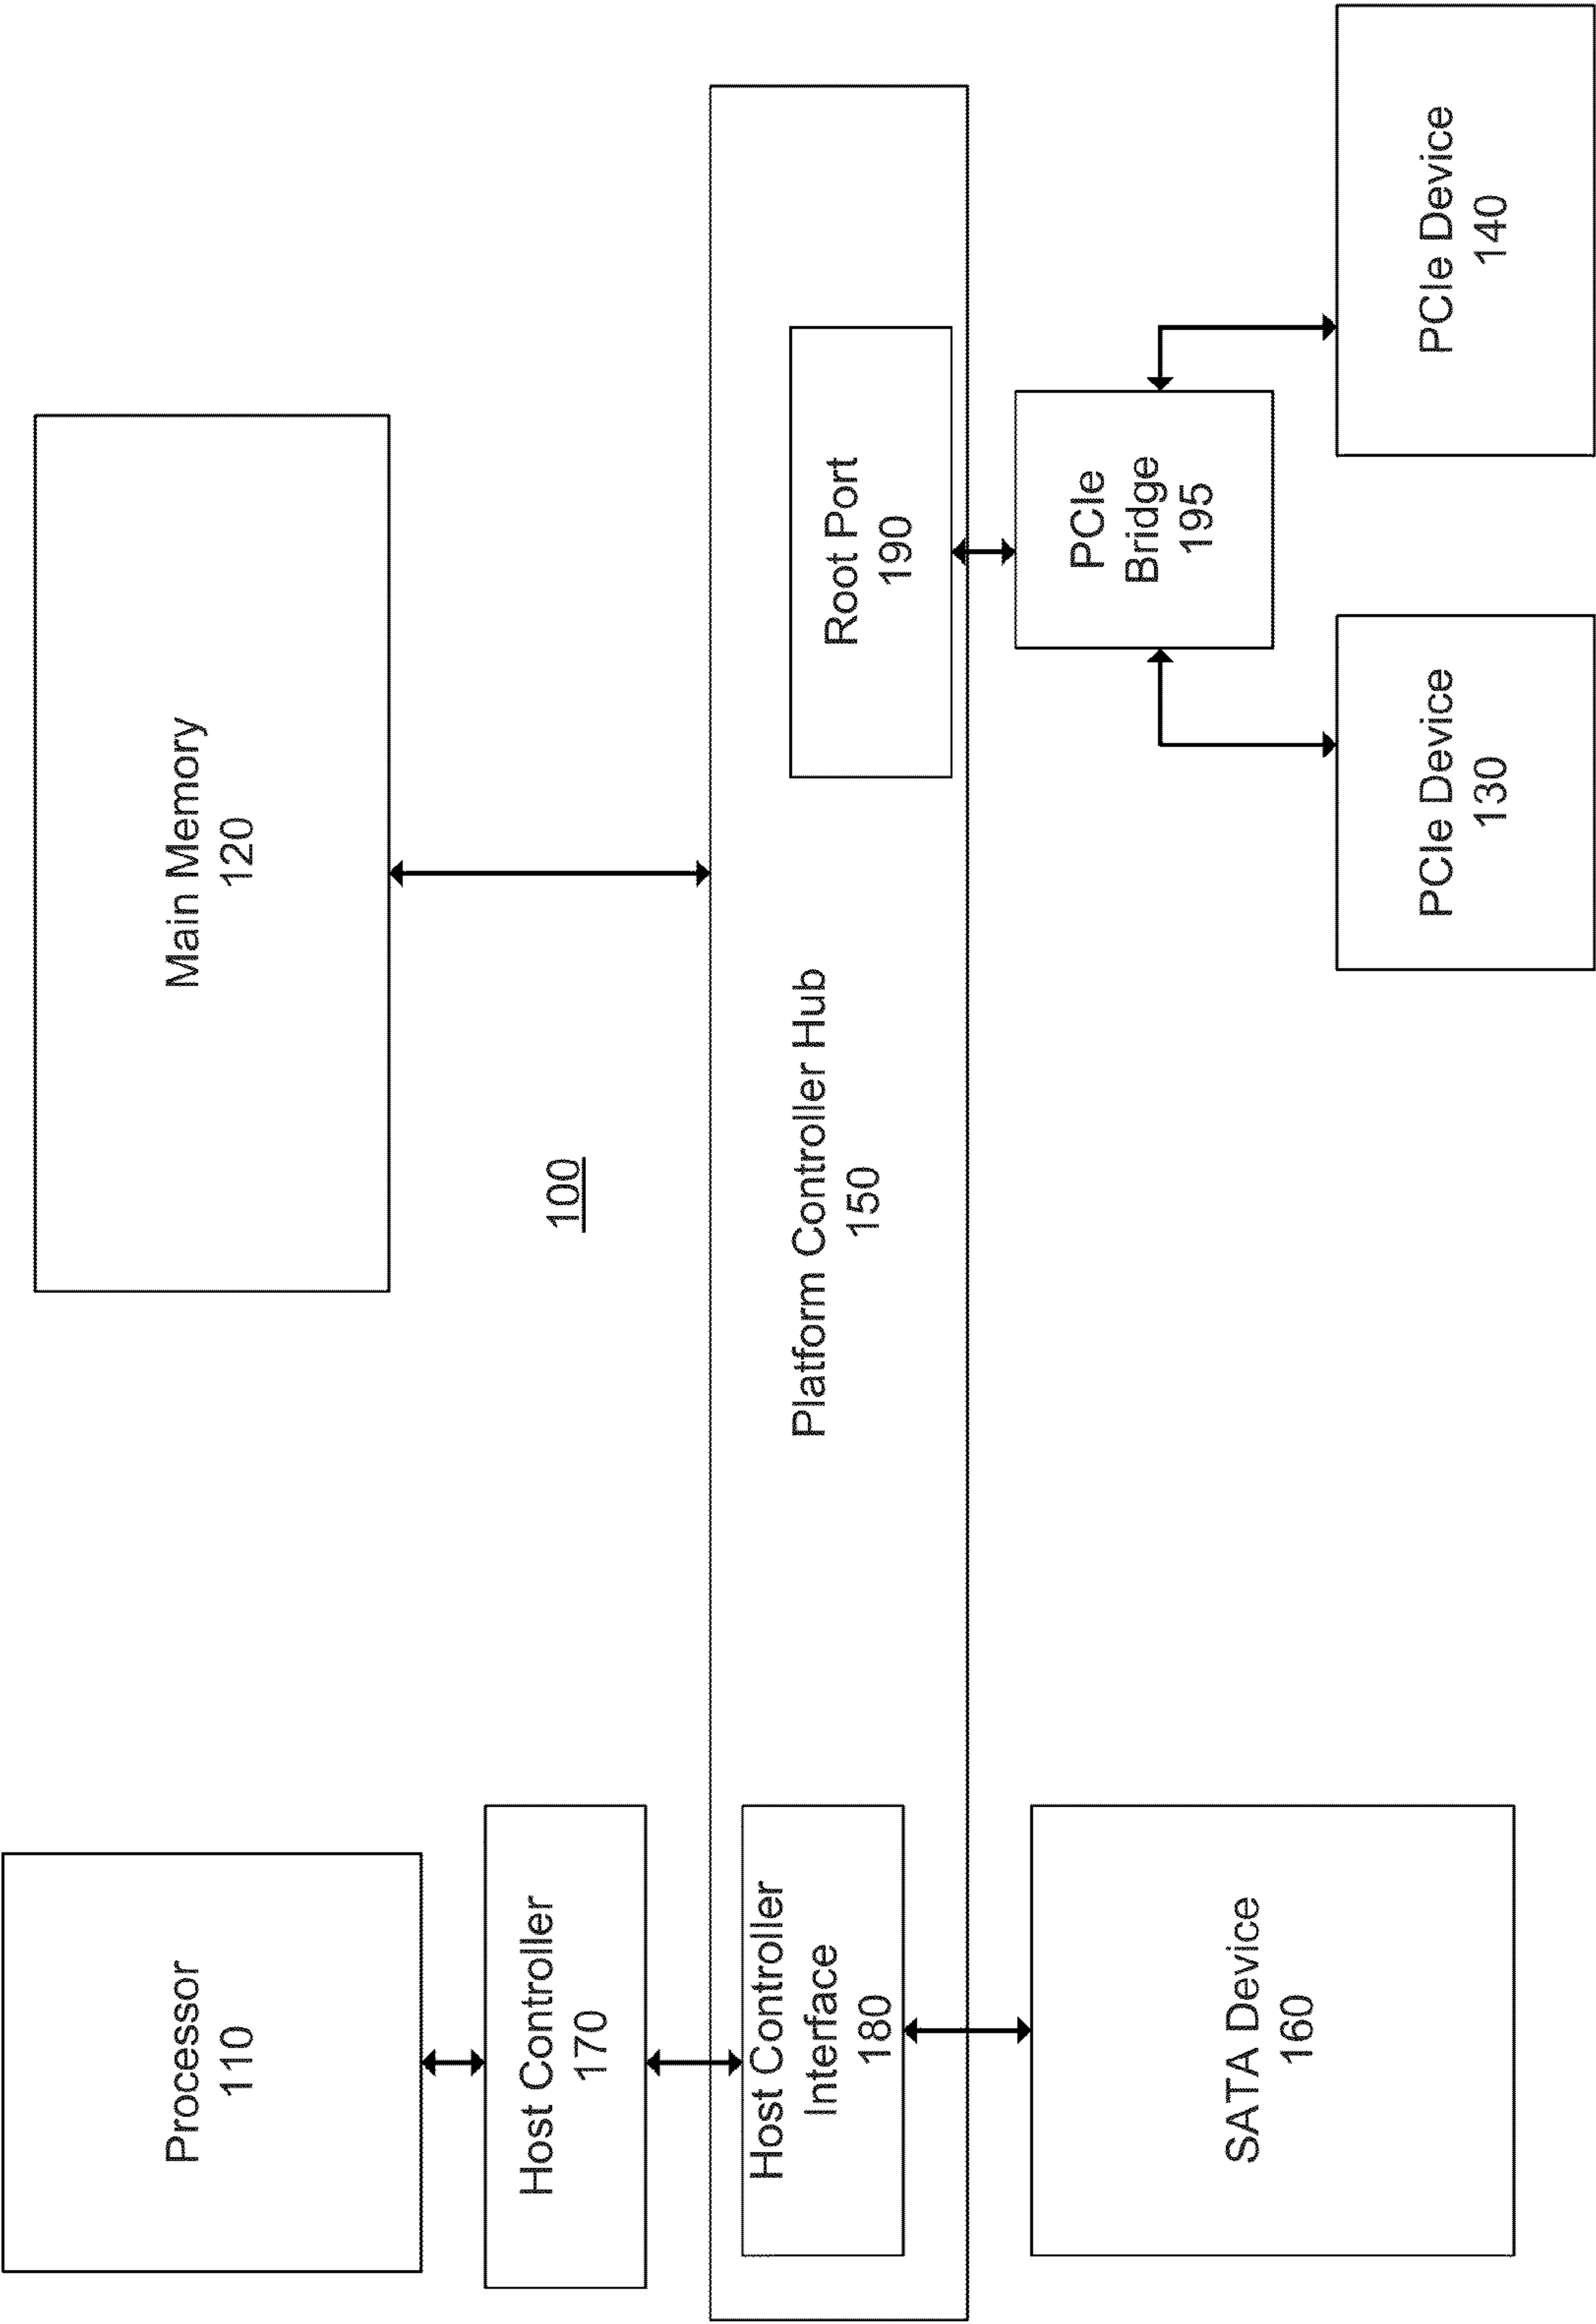 Processor
110
Main Memory
120
Host Controller
170
100
Host Controller
Interface
180
Platform Controller Hub
150
Root Port
190
PCIe
Bridge
195
SATA Device
160
PCIe Device
130
PCIe Device
140